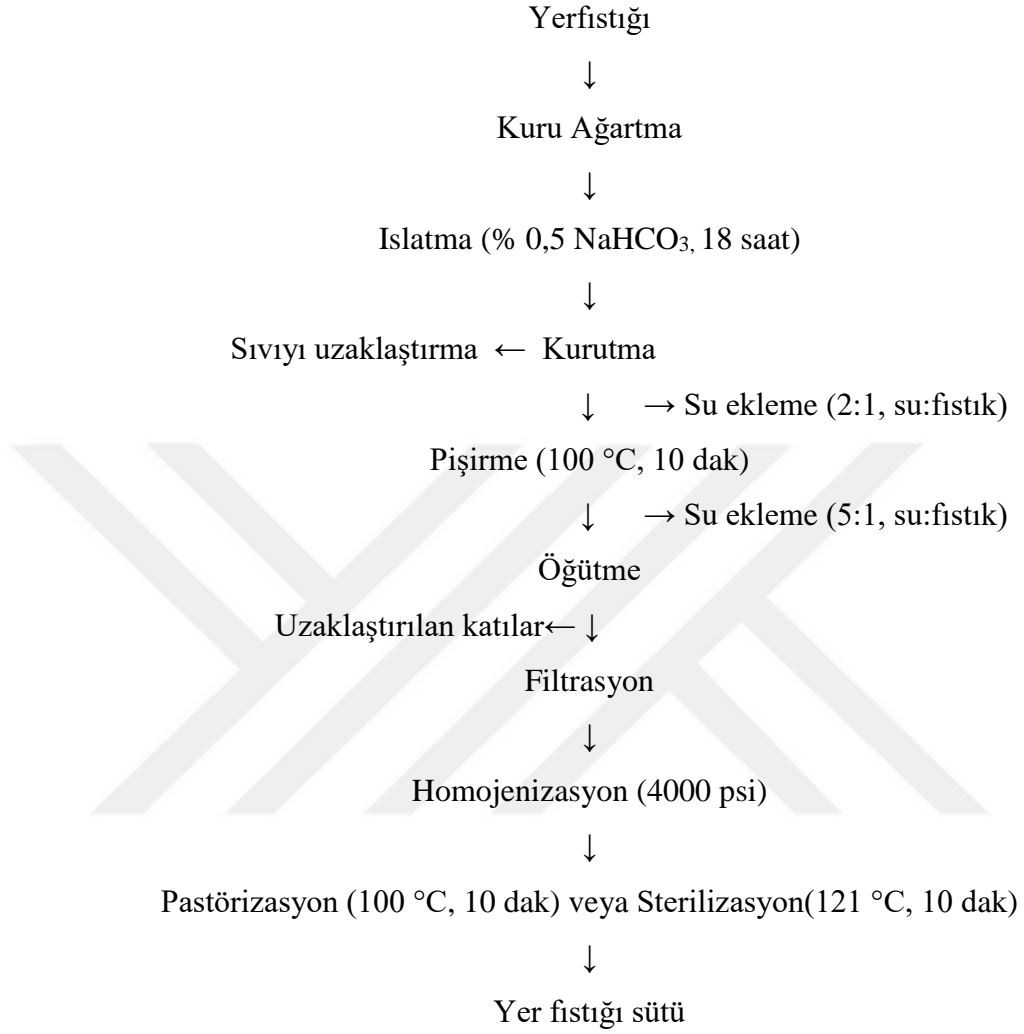 Yerfıstığı
↓
Kuru Ağartma
↓
Islatma (% 0,5 NaHCO₃, 18 saat)
↓
Sıvıyı uzaklaştırma ← Kurutma
↓ → Su ekleme (2:1, su:fıstık)
Pişirme (100 °C, 10 dak)
↓ → Su ekleme (5:1, su:fıstık)
Öğütme
Uzaklaştırılan katılar← ↓
Filtrasyon
↓
Homojenizasyon (4000 psi)
↓
Pastörizasyon (100 °C, 10 dak) veya Sterilizasyon(121 °C, 10 dak)
↓
Yer fıstığı sütü